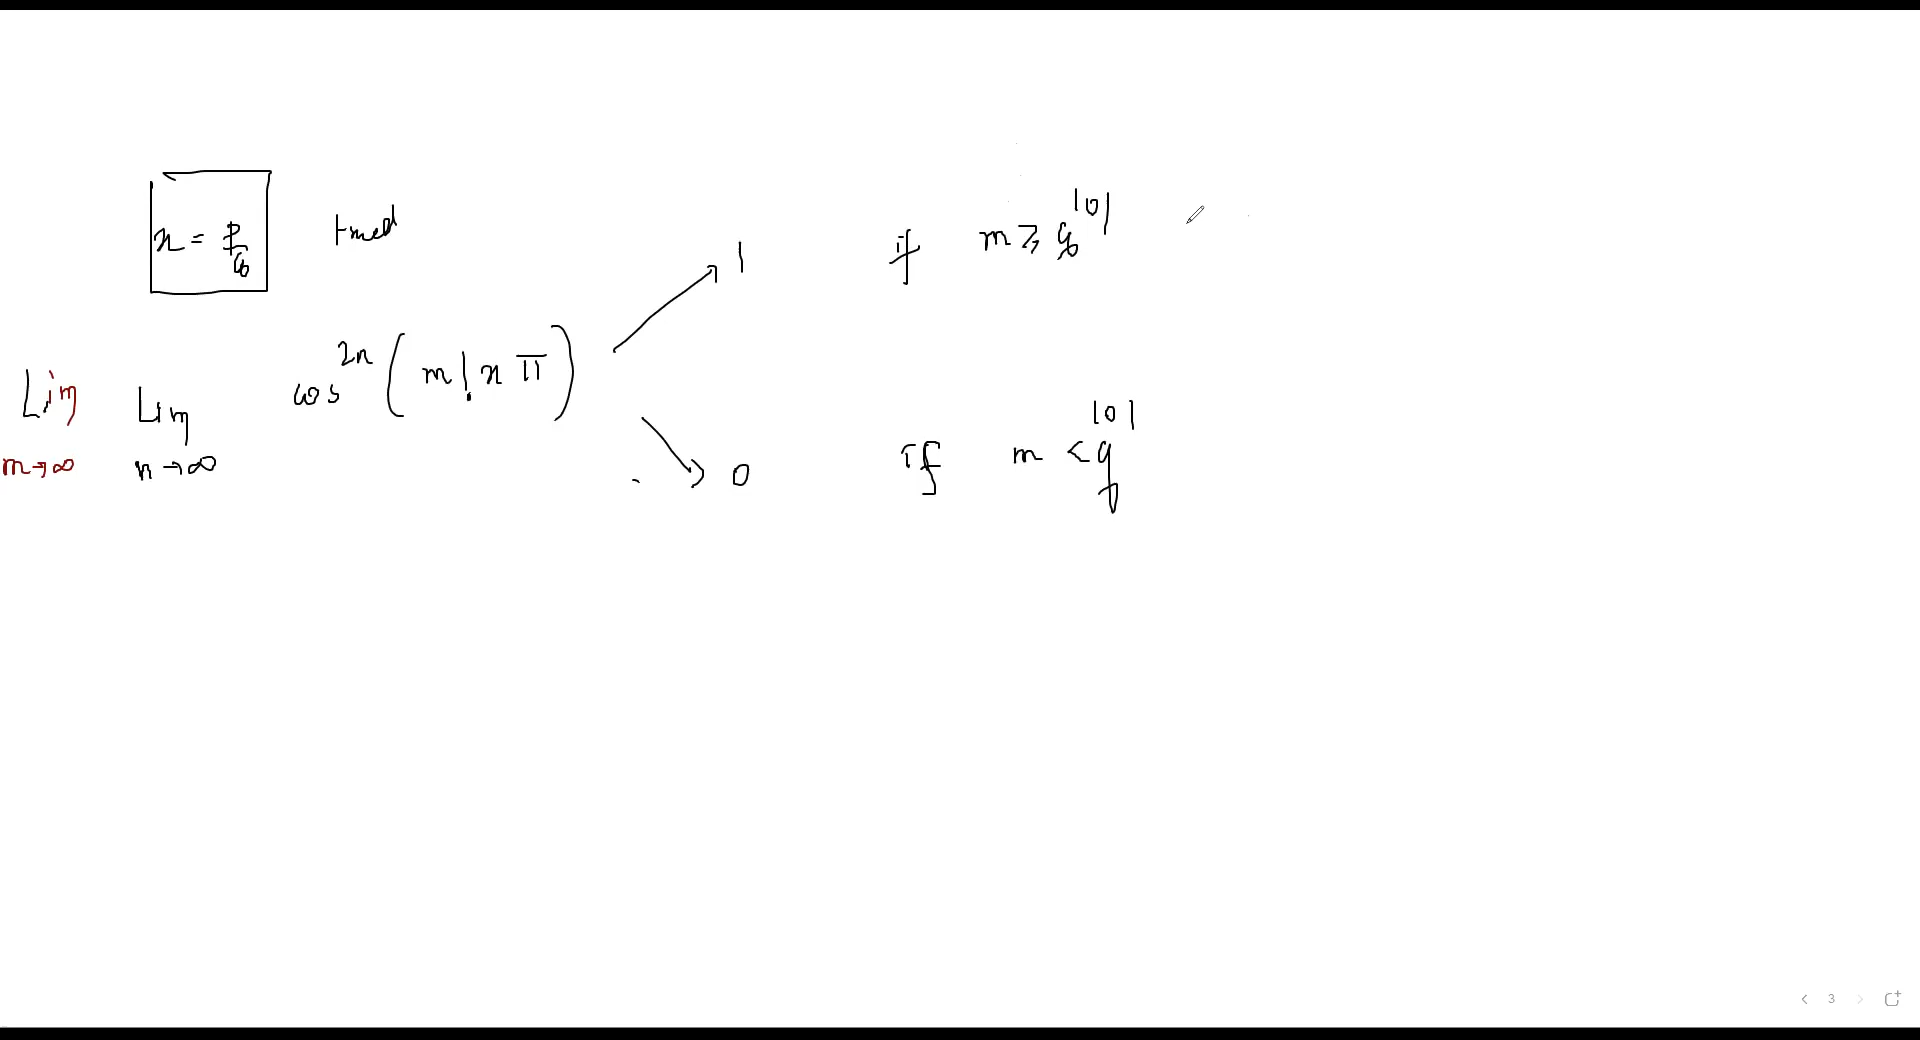 x = p/q fixed
1 if m ⩾ q 101
Lim m→∞ Lim n→∞ cos^2n (m! x π)
0 if m < q 101
3